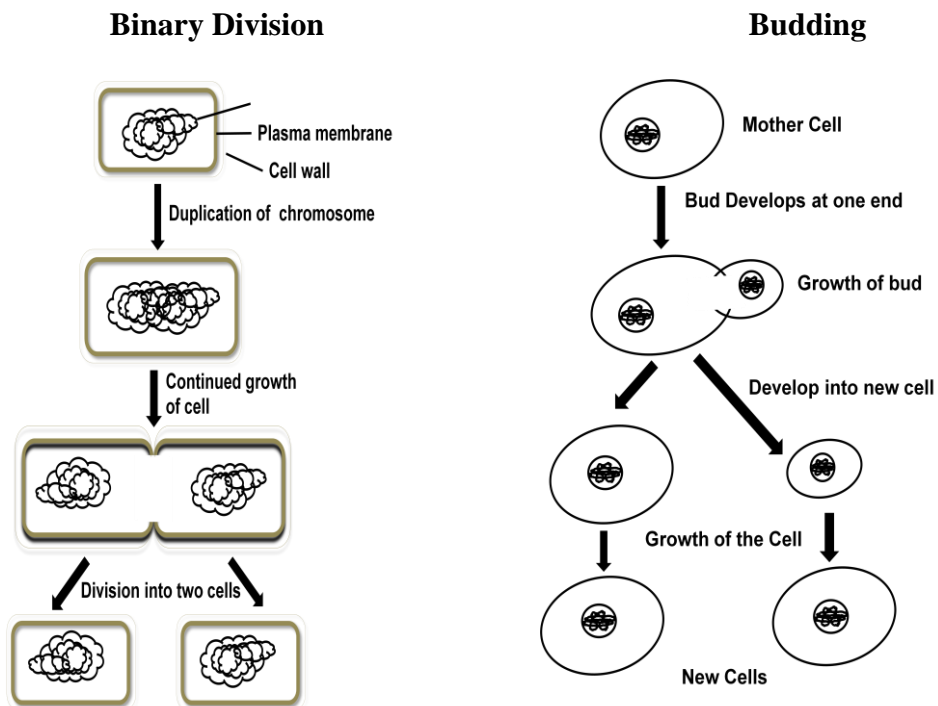 Binary Division
Plasma membrane
Cell wall
Duplication of chromosome
Continued growth
of cell
Division into two cells
Budding
Mother Cell
Bud Develops at one end
Growth of bud
Develop into new cell
Growth of the Cell
New Cells